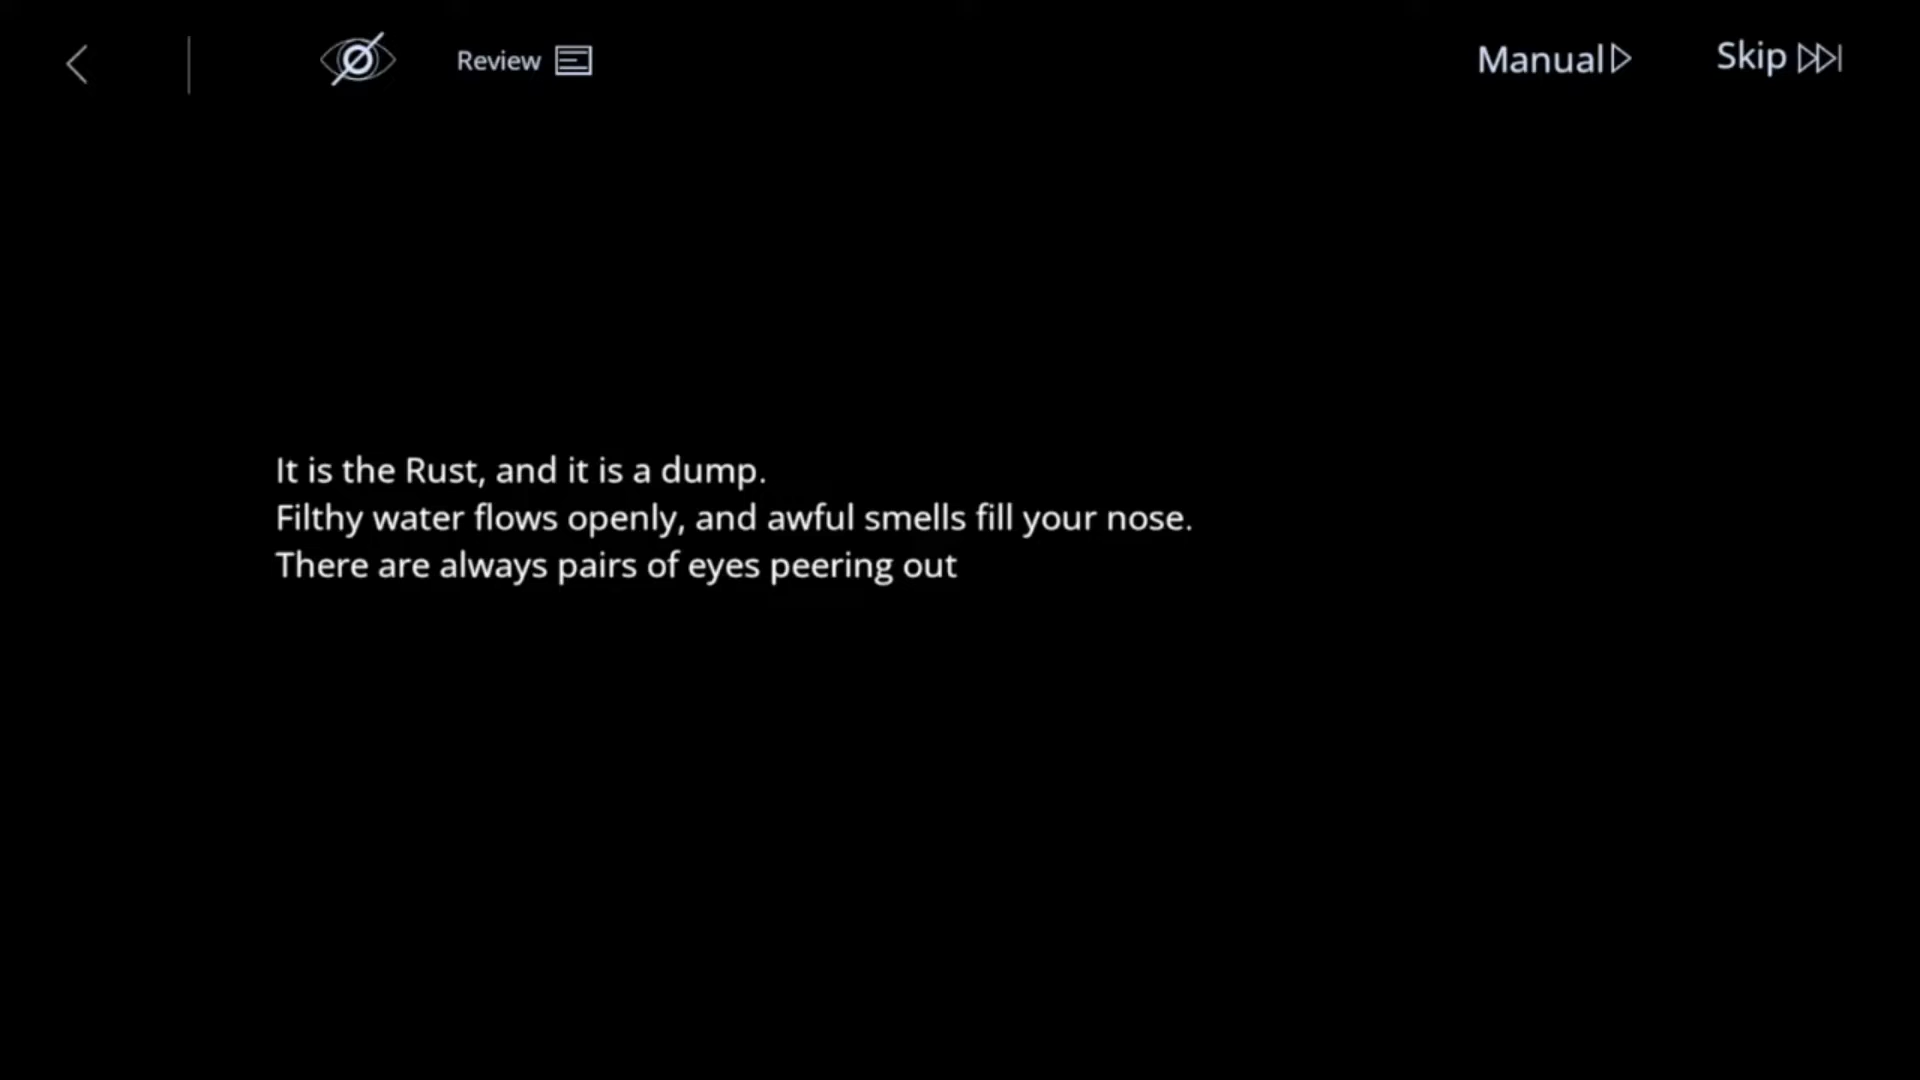 Review
Manual
Skip
It is the Rust, and it is a dump.
Filthy water flows openly, and awful smells fill your nose.
There are always pairs of eyes peering out